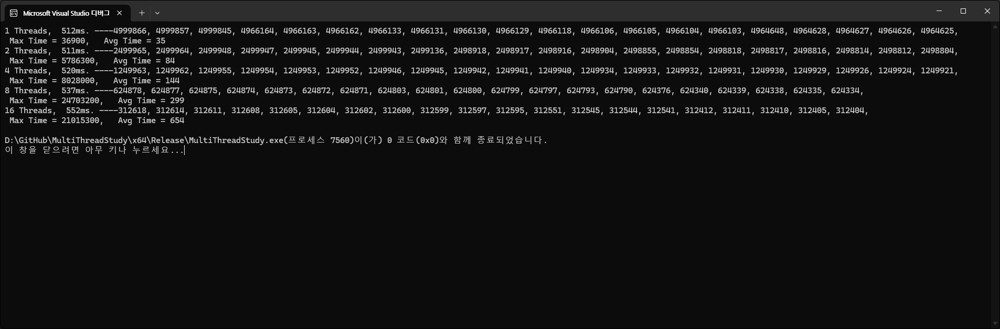 Microsoft Visual Studio 디버그
1 Threads,  512ms. ----4999866, 4999857, 4999845, 4966164, 4966163, 4966162, 4966133, 4966131, 4966130, 4966129, 4966118, 4966106, 4966105, 4966104, 4966103, 4964648, 4964628, 4964627, 4964626, 4964625,
 Max Time = 36900,   Avg Time = 35
2 Threads,  511ms. ----2499965, 2499964, 2499948, 2499947, 2499945, 2499944, 2499943, 2499136, 2498918, 2498917, 2498916, 2498904, 2498855, 2498854, 2498818, 2498817, 2498816, 2498814, 2498812, 2498804,
 Max Time = 5786300,   Avg Time = 84
4 Threads,  520ms. ----1249963, 1249962, 1249955, 1249954, 1249953, 1249952, 1249946, 1249945, 1249942, 1249941, 1249940, 1249934, 1249933, 1249932, 1249931, 1249930, 1249929, 1249926, 1249924, 1249921,
 Max Time = 8028000,   Avg Time = 144
8 Threads,  537ms. ----624878, 624877, 624875, 624874, 624873, 624872, 624871, 624803, 624801, 624800, 624799, 624797, 624793, 624790, 624376, 624340, 624339, 624338, 624335, 624334,
 Max Time = 24703200,   Avg Time = 299
16 Threads,  552ms. ----312618, 312614, 312611, 312608, 312605, 312604, 312602, 312600, 312599, 312597, 312595, 312551, 312545, 312544, 312541, 312412, 312411, 312410, 312405, 312404,
 Max Time = 21015300,   Avg Time = 654
D:\GitHub\MultiThreadStudy\x64\Release\MultiThreadStudy.exe(프로세스 7560)이(가) 0 코드(0x0)와 함께 종료되었습니다.
이 창을 닫으려면 아무 키나 누르세요...